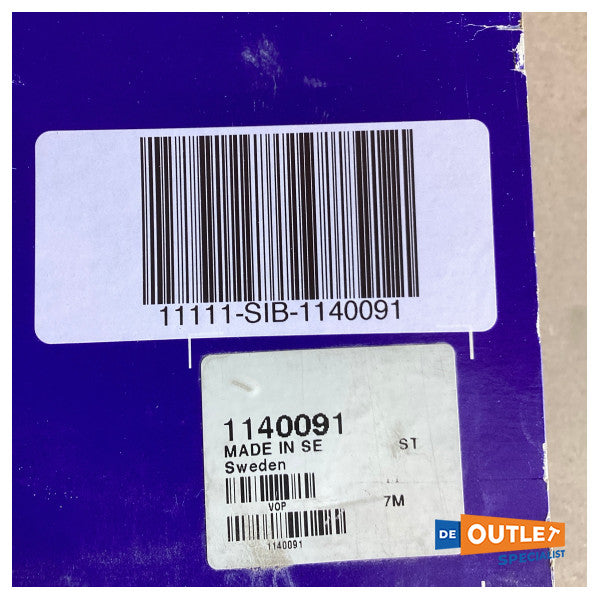 11111-SIB-1140091
1140091
MADE IN SE ST
Sweden
VOP 7M
1140091
DE OUTLET
SPECIALIST